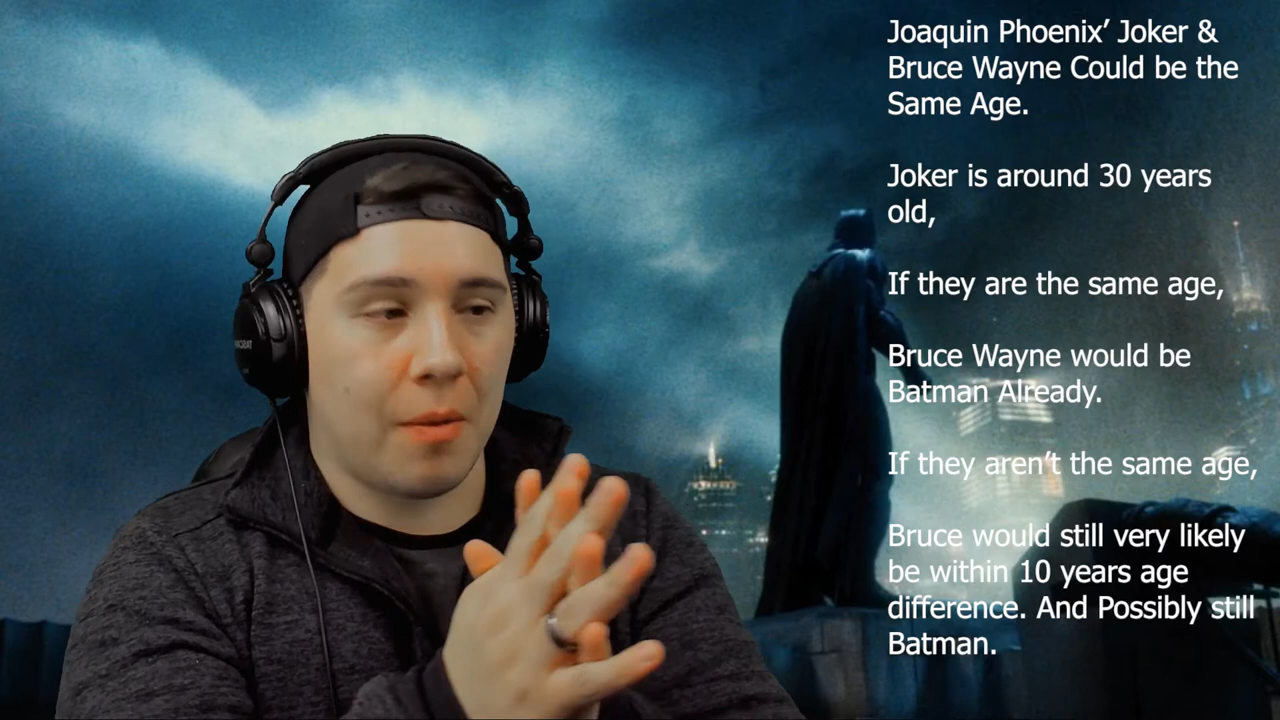 Joaquin Phoenix’ Joker &
Bruce Wayne Could be the
Same Age.
Joker is around 30 years
old,
If they are the same age,
Bruce Wayne would be
Batman Already.
If they aren’t the same age,
Bruce would still very likely
be within 10 years age
difference. And Possibly still
Batman.